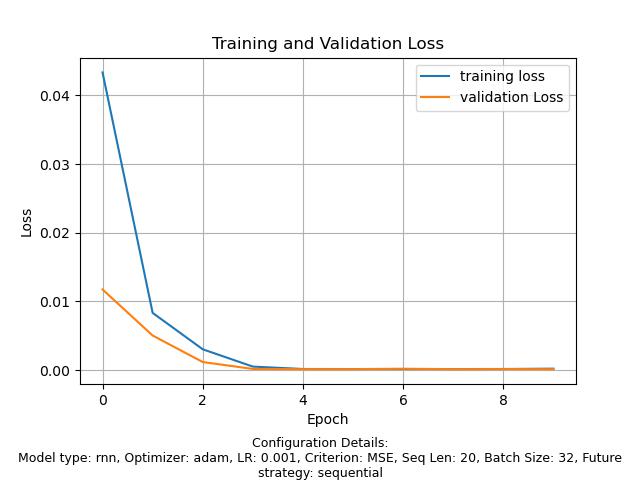 Training and Validation Loss
training loss
validation Loss
0.04
0.03
0.02
0.01
0.00
Loss
0 2 4 6 8
Epoch
Configuration Details:
Model type: rnn, Optimizer: adam, LR: 0.001, Criterion: MSE, Seq Len: 20, Batch Size: 32, Future
strategy: sequential